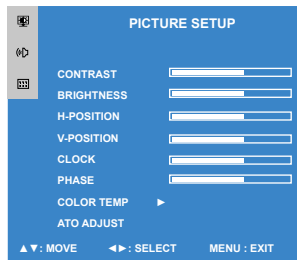 PICTURE SETUP
CONTRAST
BRIGHTNESS
H-POSITION
V-POSITION
CLOCK
PHASE
COLOR TEMP ►
ATO ADJUST
▲▼: MOVE ◄►: SELECT MENU : EXIT